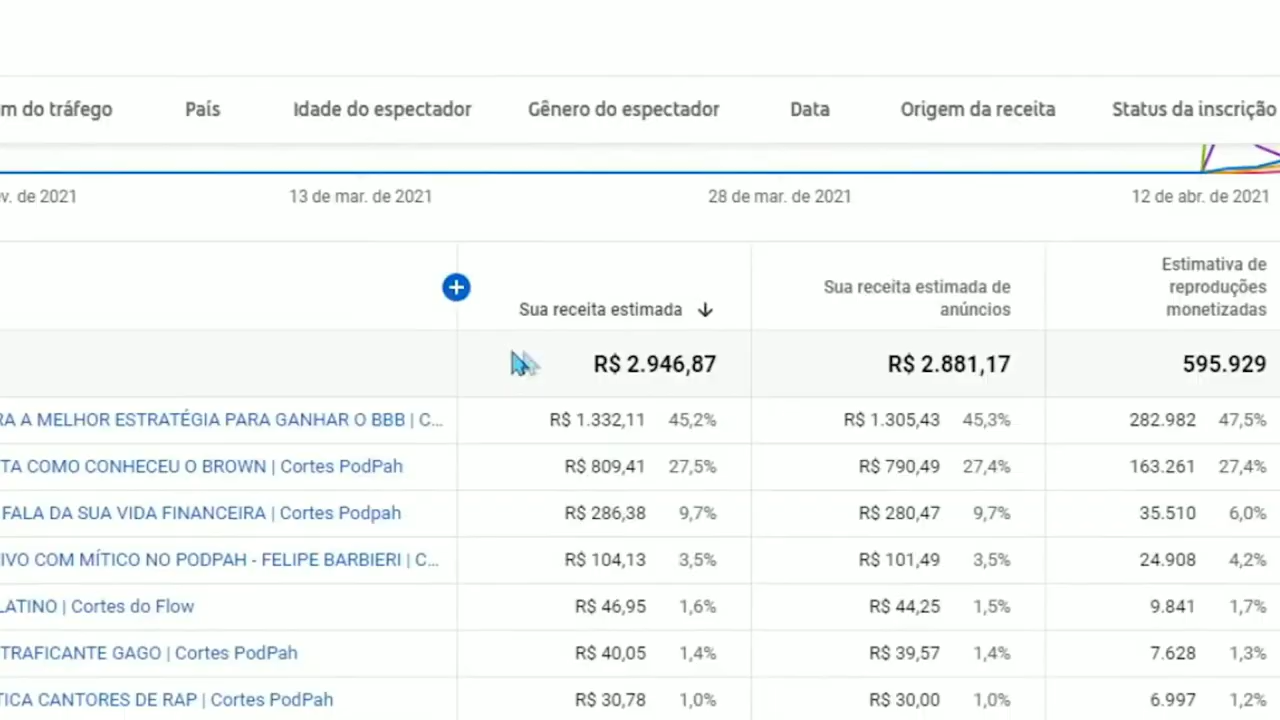 m do tráfego País Idade do espectador Gênero do espectador Data Origem da receita Status da inscrição
ev. de 2021 13 de mar. de 2021 28 de mar. de 2021 12 de abr. de 2021
Estimativa de
Sua receita estimada de reproduções
Sua receita estimada anúncios monetizadas
R$ 2.946,87 R$ 2.881,17 595.929
RA A MELHOR ESTRATÉGIA PARA GANHAR O BBB | C... R$ 1.332,11 45,2% R$ 1.305,43 45,3% 282.982 47,5%
TA COMO CONHECEU O BROWN | Cortes PodPah R$ 809,41 27,5% R$ 790,49 27,4% 163.261 27,4%
FALA DA SUA VIDA FINANCEIRA | Cortes Podpah R$ 286,38 9,7% R$ 280,47 9,7% 35.510 6,0%
IVO COM MÍTICO NO PODPAH - FELIPE BARBIERI | C... R$ 104,13 3,5% R$ 101,49 3,5% 24.908 4,2%
LATINO | Cortes do Flow R$ 46,95 1,6% R$ 44,25 1,5% 9.841 1,7%
TRAFICANTE GAGO | Cortes PodPah R$ 40,05 1,4% R$ 39,57 1,4% 7.628 1,3%
TICA CANTORES DE RAP | Cortes PodPah R$ 30,78 1,0% R$ 30,00 1,0% 6.997 1,2%